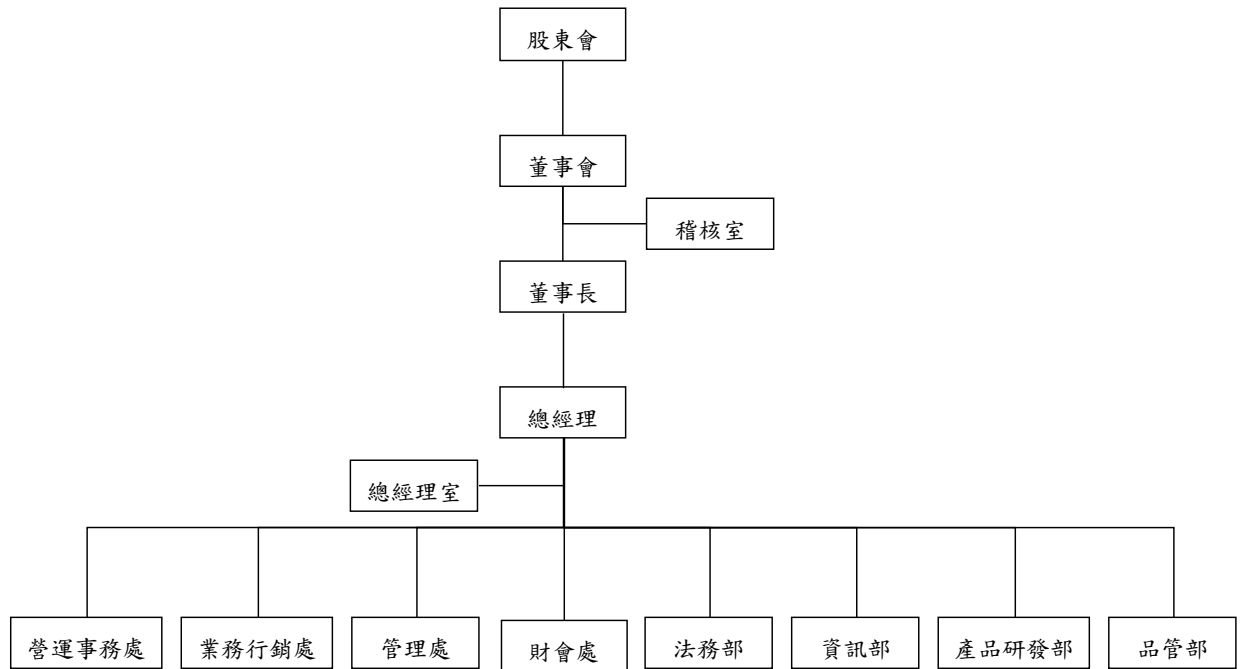 股東會
董事會
稽核室
董事長
總經理
總經理室
營運事務處
業務行銷處
管理處
財會處
法務部
資訊部
產品研發部
品管部